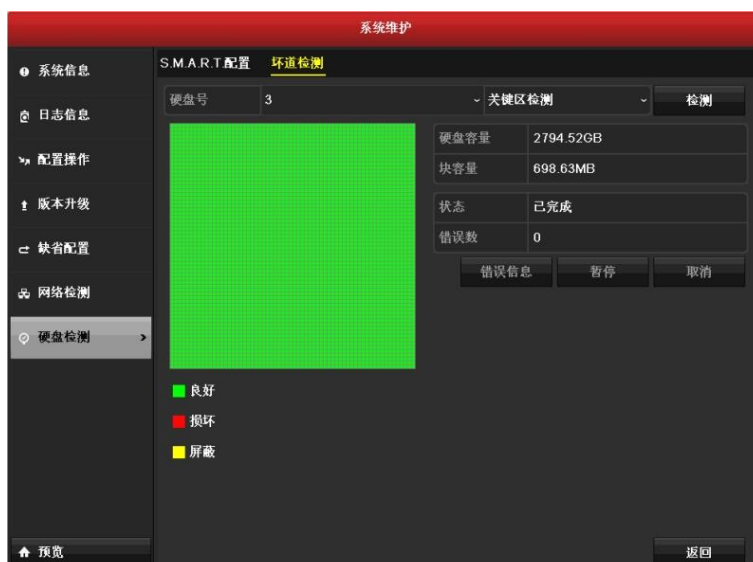 系统维护
系统信息
日志信息
配置操作
版本升级
缺省配置
网络检测
硬盘检测
预览
S.M.A.R.T.配置 坏道检测
硬盘号 3 关键区检测 检测
硬盘容量 2794.52GB
块容量 698.63MB
状态 已完成
错误数 0
错误信息 暂停 取消
良好
损坏
屏蔽
返回